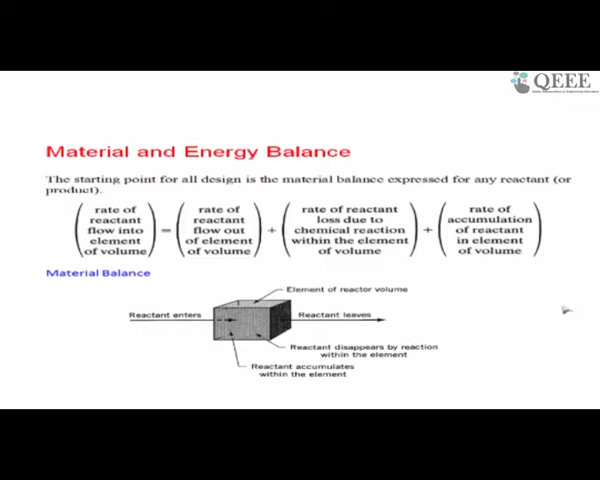 QEEE
Material and Energy Balance
The starting point for all design is the material balance expressed for any reactant (or
product).
rate of reactant flow into element of volume = rate of reactant flow out of element of volume + rate of reactant loss due to chemical reaction within the element of volume + rate of accumulation of reactant in element of volume
Material Balance
Element of reactor volume
Reactant enters
Reactant leaves
Reactant disappears by reaction
within the element
Reactant accumulates
within the element